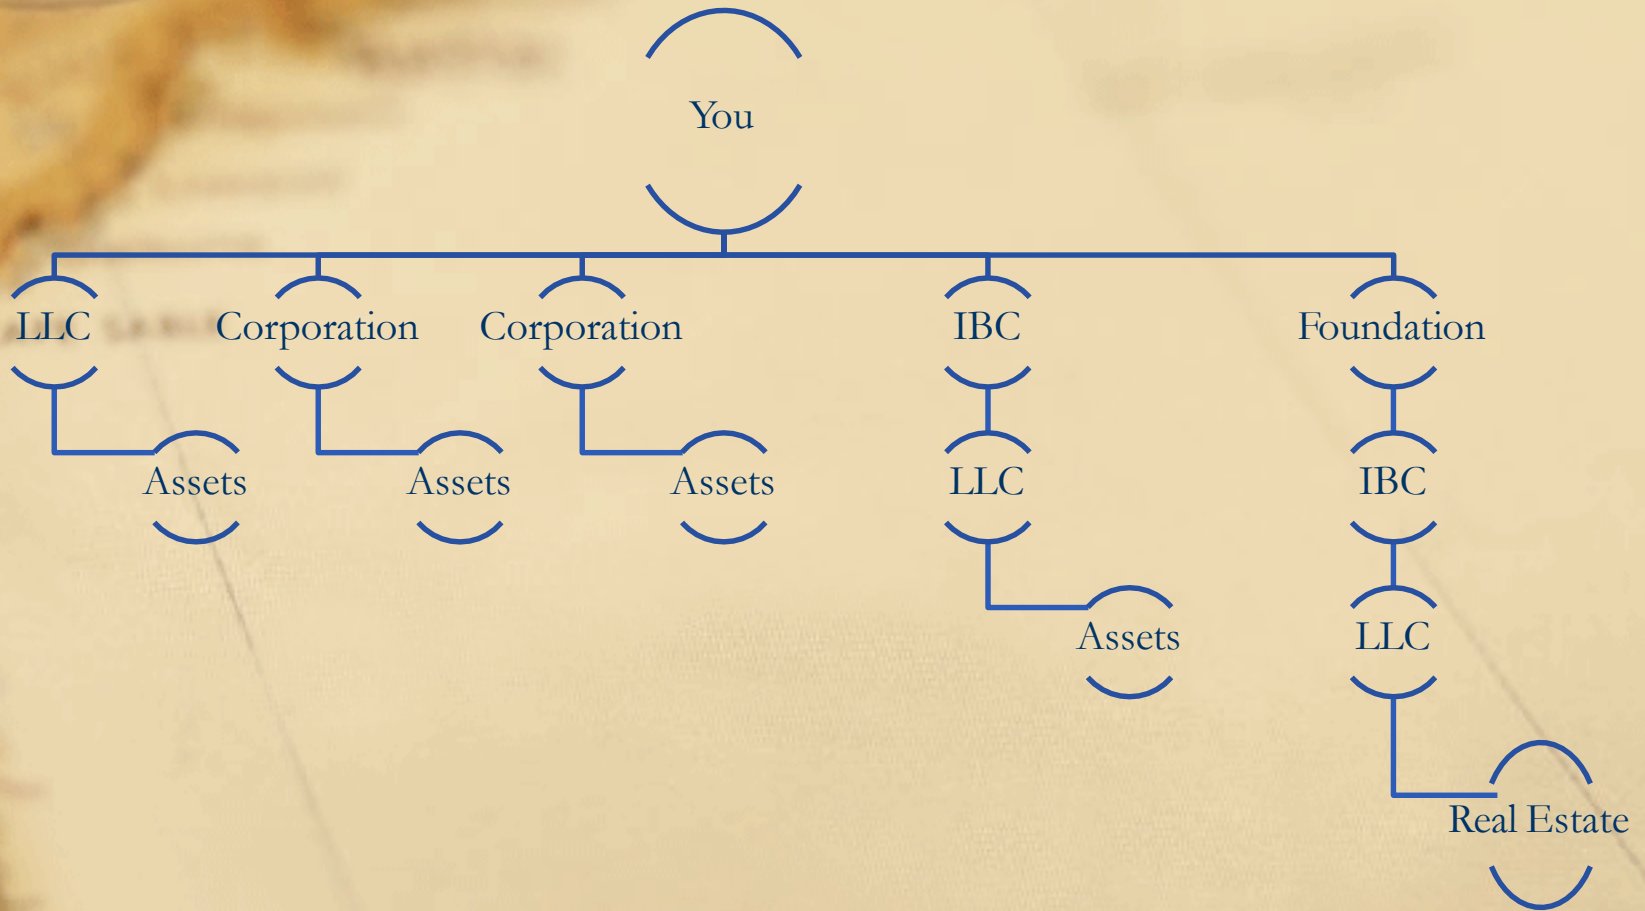 You
LLC
Corporation
Corporation
IBC
Foundation
Assets
Assets
Assets
LLC
IBC
Assets
LLC
Real Estate